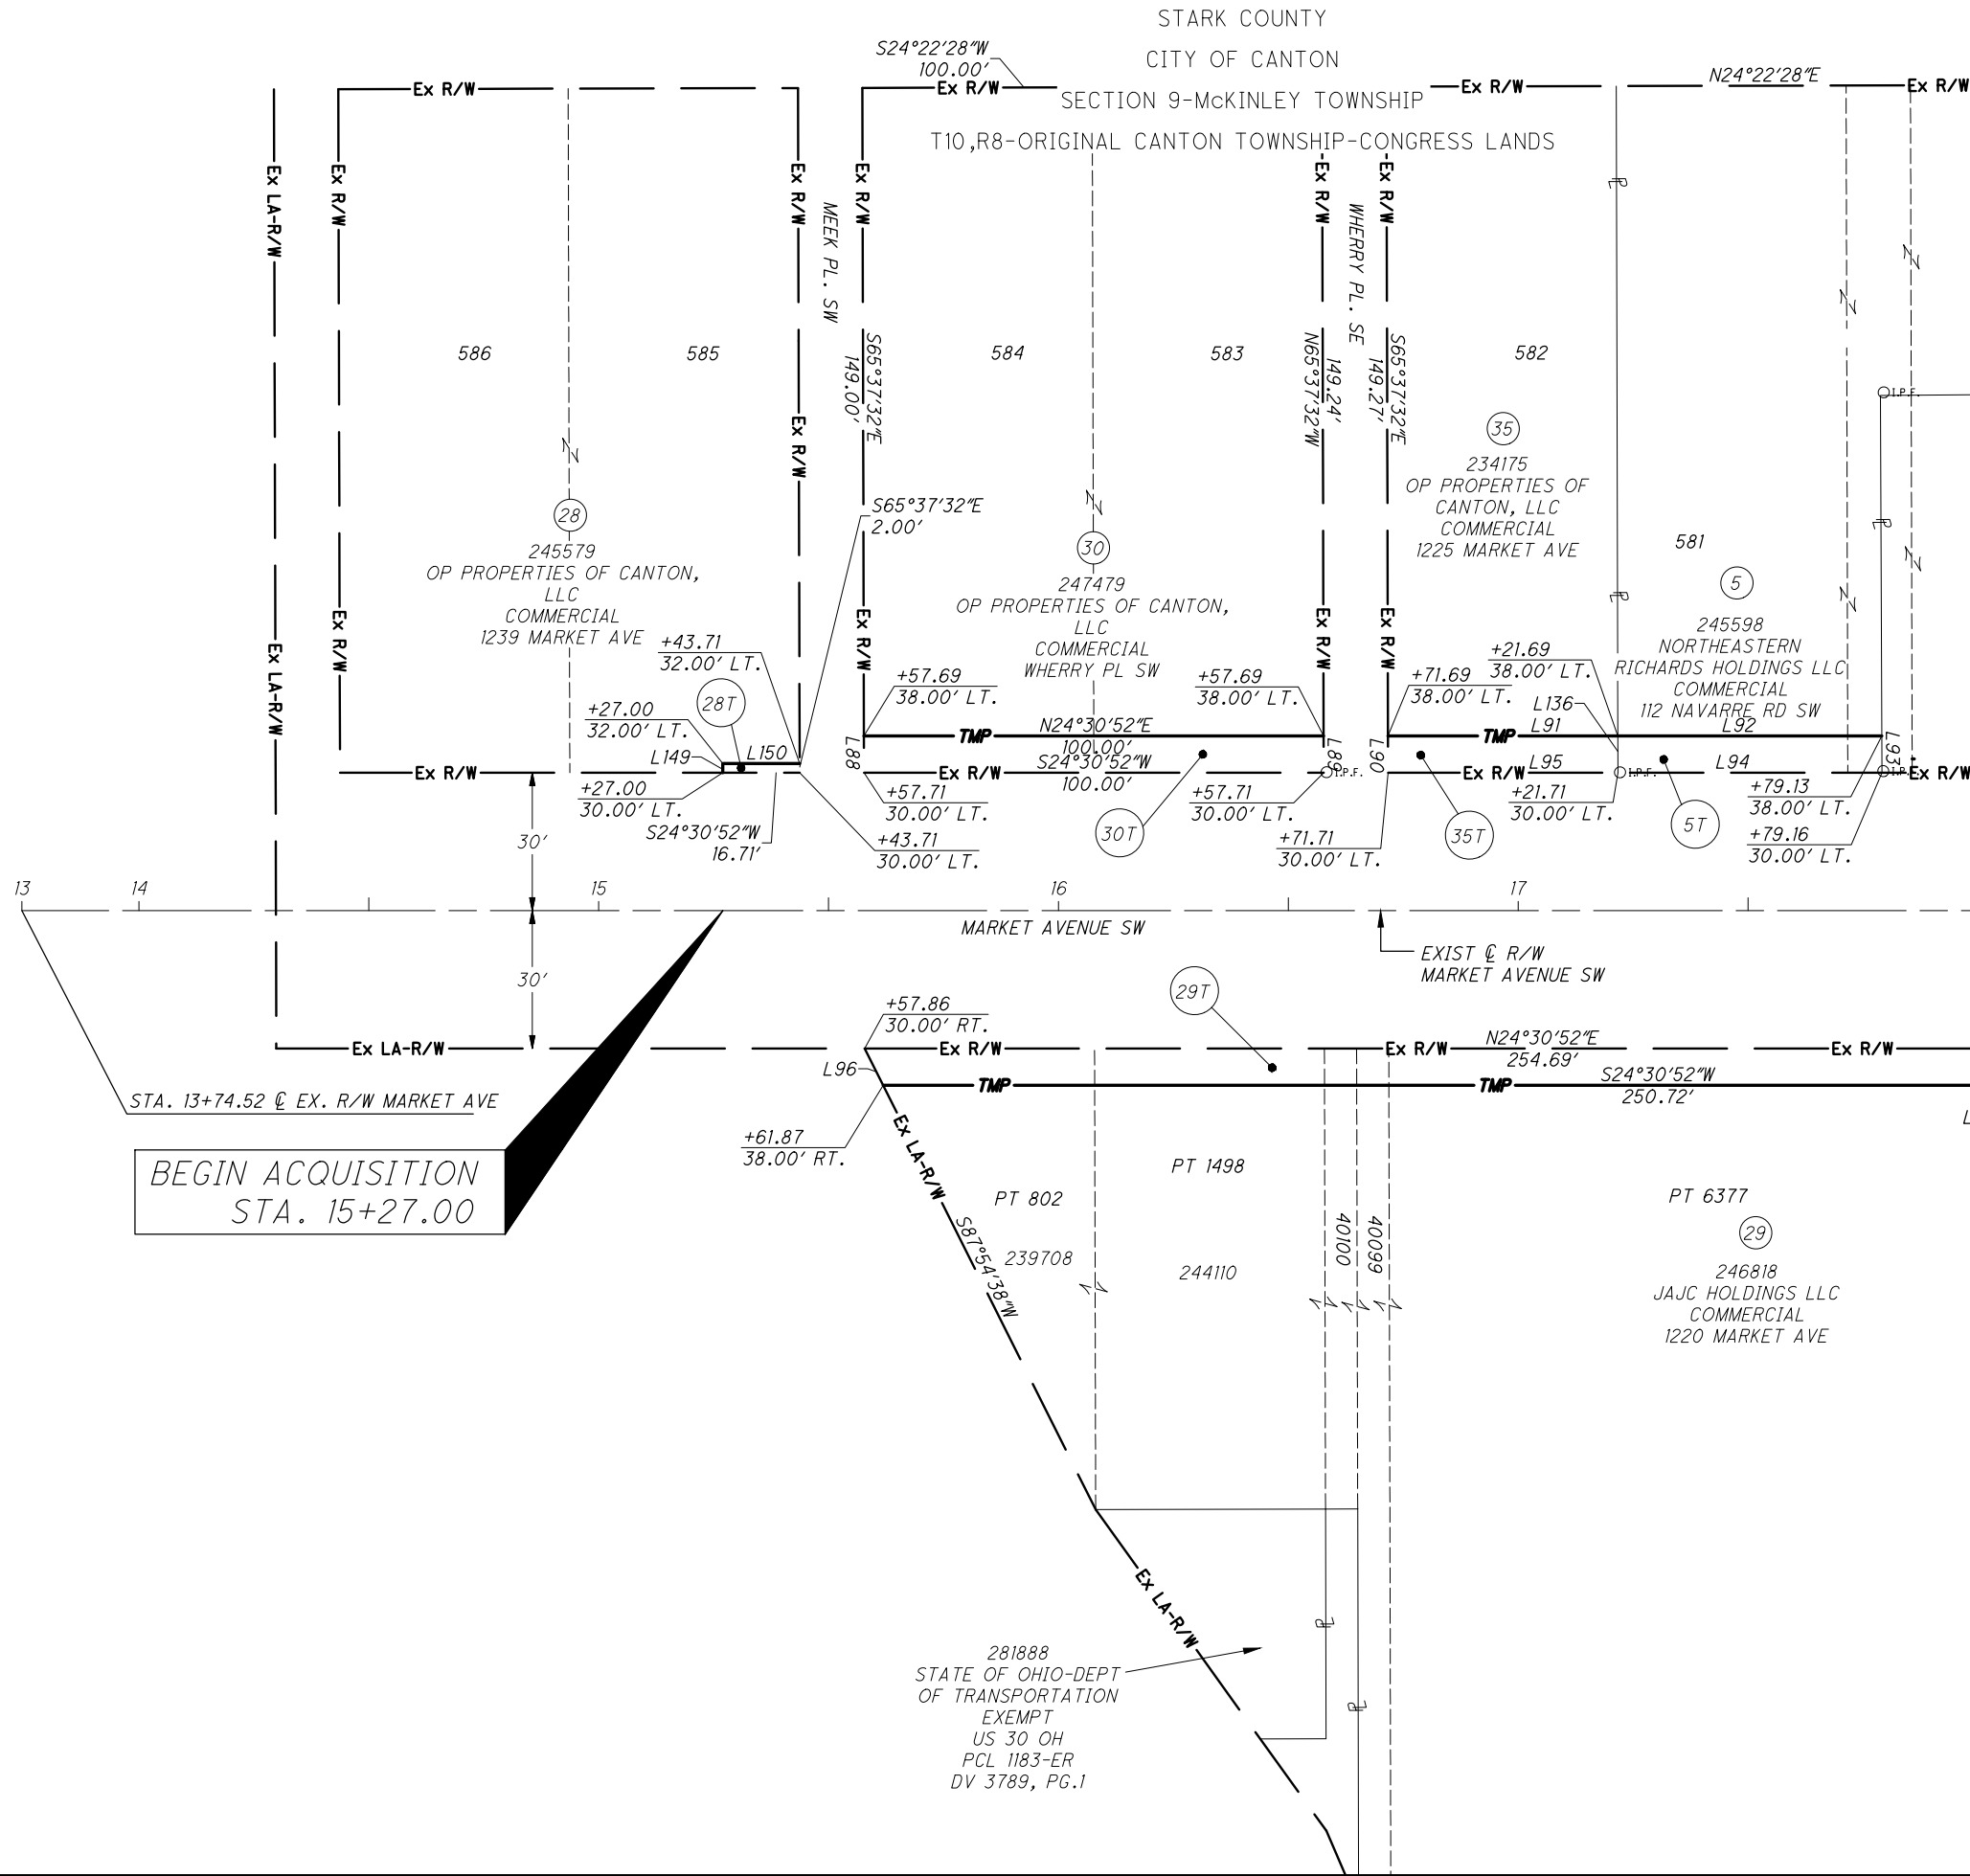 STARK COUNTY
CITY OF CANTON
SECTION 9-McKINLEY TOWNSHIP
T10,R8-ORIGINAL CANTON TOWNSHIP-CONGRESS LANDS
S24°22'28"W
100.00'
N24°22'28"E
Ex R/W
Ex R/W
Ex R/W
Ex R/W
Ex LA-R/W
Ex R/W
Ex R/W
Ex R/W
Ex R/W
Ex R/W
MEEK PL. SW
WHERRY PL. SE
586
585
584
583
582
S65°37'32"E
149.00'
N65°37'32"W
149.24'
S65°37'32"E
149.27'
Ex R/W
I.P.F.
35
234175
OP PROPERTIES OF
CANTON, LLC
COMMERCIAL
1225 MARKET AVE
S65°37'32"E
2.00'
28
245579
OP PROPERTIES OF CANTON,
LLC
COMMERCIAL
1239 MARKET AVE
30
247479
OP PROPERTIES OF CANTON,
LLC
COMMERCIAL
WHERRY PL SW
581
5
245598
NORTHEASTERN
RICHARDS HOLDINGS LLC
COMMERCIAL
112 NAVARRE RD SW
Ex LA-R/W
Ex R/W
Ex R/W
Ex R/W
Ex R/W
+43.71
32.00' LT.
+57.69
38.00' LT.
+57.69
38.00' LT.
+71.69
38.00' LT.
+21.69
38.00' LT.
L136
+27.00
32.00' LT.
28T
L149
L150
L88
TMP
N24°30'52"E
100.00'
S24°30'52"W
100.00'
L89
L90
TMP
L91
L92
L93
Ex R/W
Ex R/W
I.P.F.
Ex R/W
L95
I.P.F.
L94
I.P.
Ex R/W
+27.00
30.00' LT.
S24°30'52"W
16.71'
+43.71
30.00' LT.
+57.71
30.00' LT.
30T
+57.71
30.00' LT.
+71.71
30.00' LT.
35T
+21.71
30.00' LT.
5T
+79.13
38.00' LT.
+79.16
30.00' LT.
30'
13
14
15
16
17
MARKET AVENUE SW
EXIST ℄ R/W
MARKET AVENUE SW
30'
+57.86
30.00' RT.
29T
Ex LA-R/W
Ex R/W
Ex R/W
N24°30'52"E
254.69'
Ex R/W
L96
TMP
TMP
S24°30'52"W
250.72'
L
STA. 13+74.52 ℄ EX. R/W MARKET AVE
+61.87
38.00' RT.
BEGIN ACQUISITION
STA. 15+27.00
Ex LA-R/W
S87°54'38"W
PT 802
239708
PT 1498
244110
40100
40099
PT 6377
29
246818
JAJC HOLDINGS LLC
COMMERCIAL
1220 MARKET AVE
Ex LA-R/W
281888
STATE OF OHIO-DEPT
OF TRANSPORTATION
EXEMPT
US 30 OH
PCL 1183-ER
DV 3789, PG.1